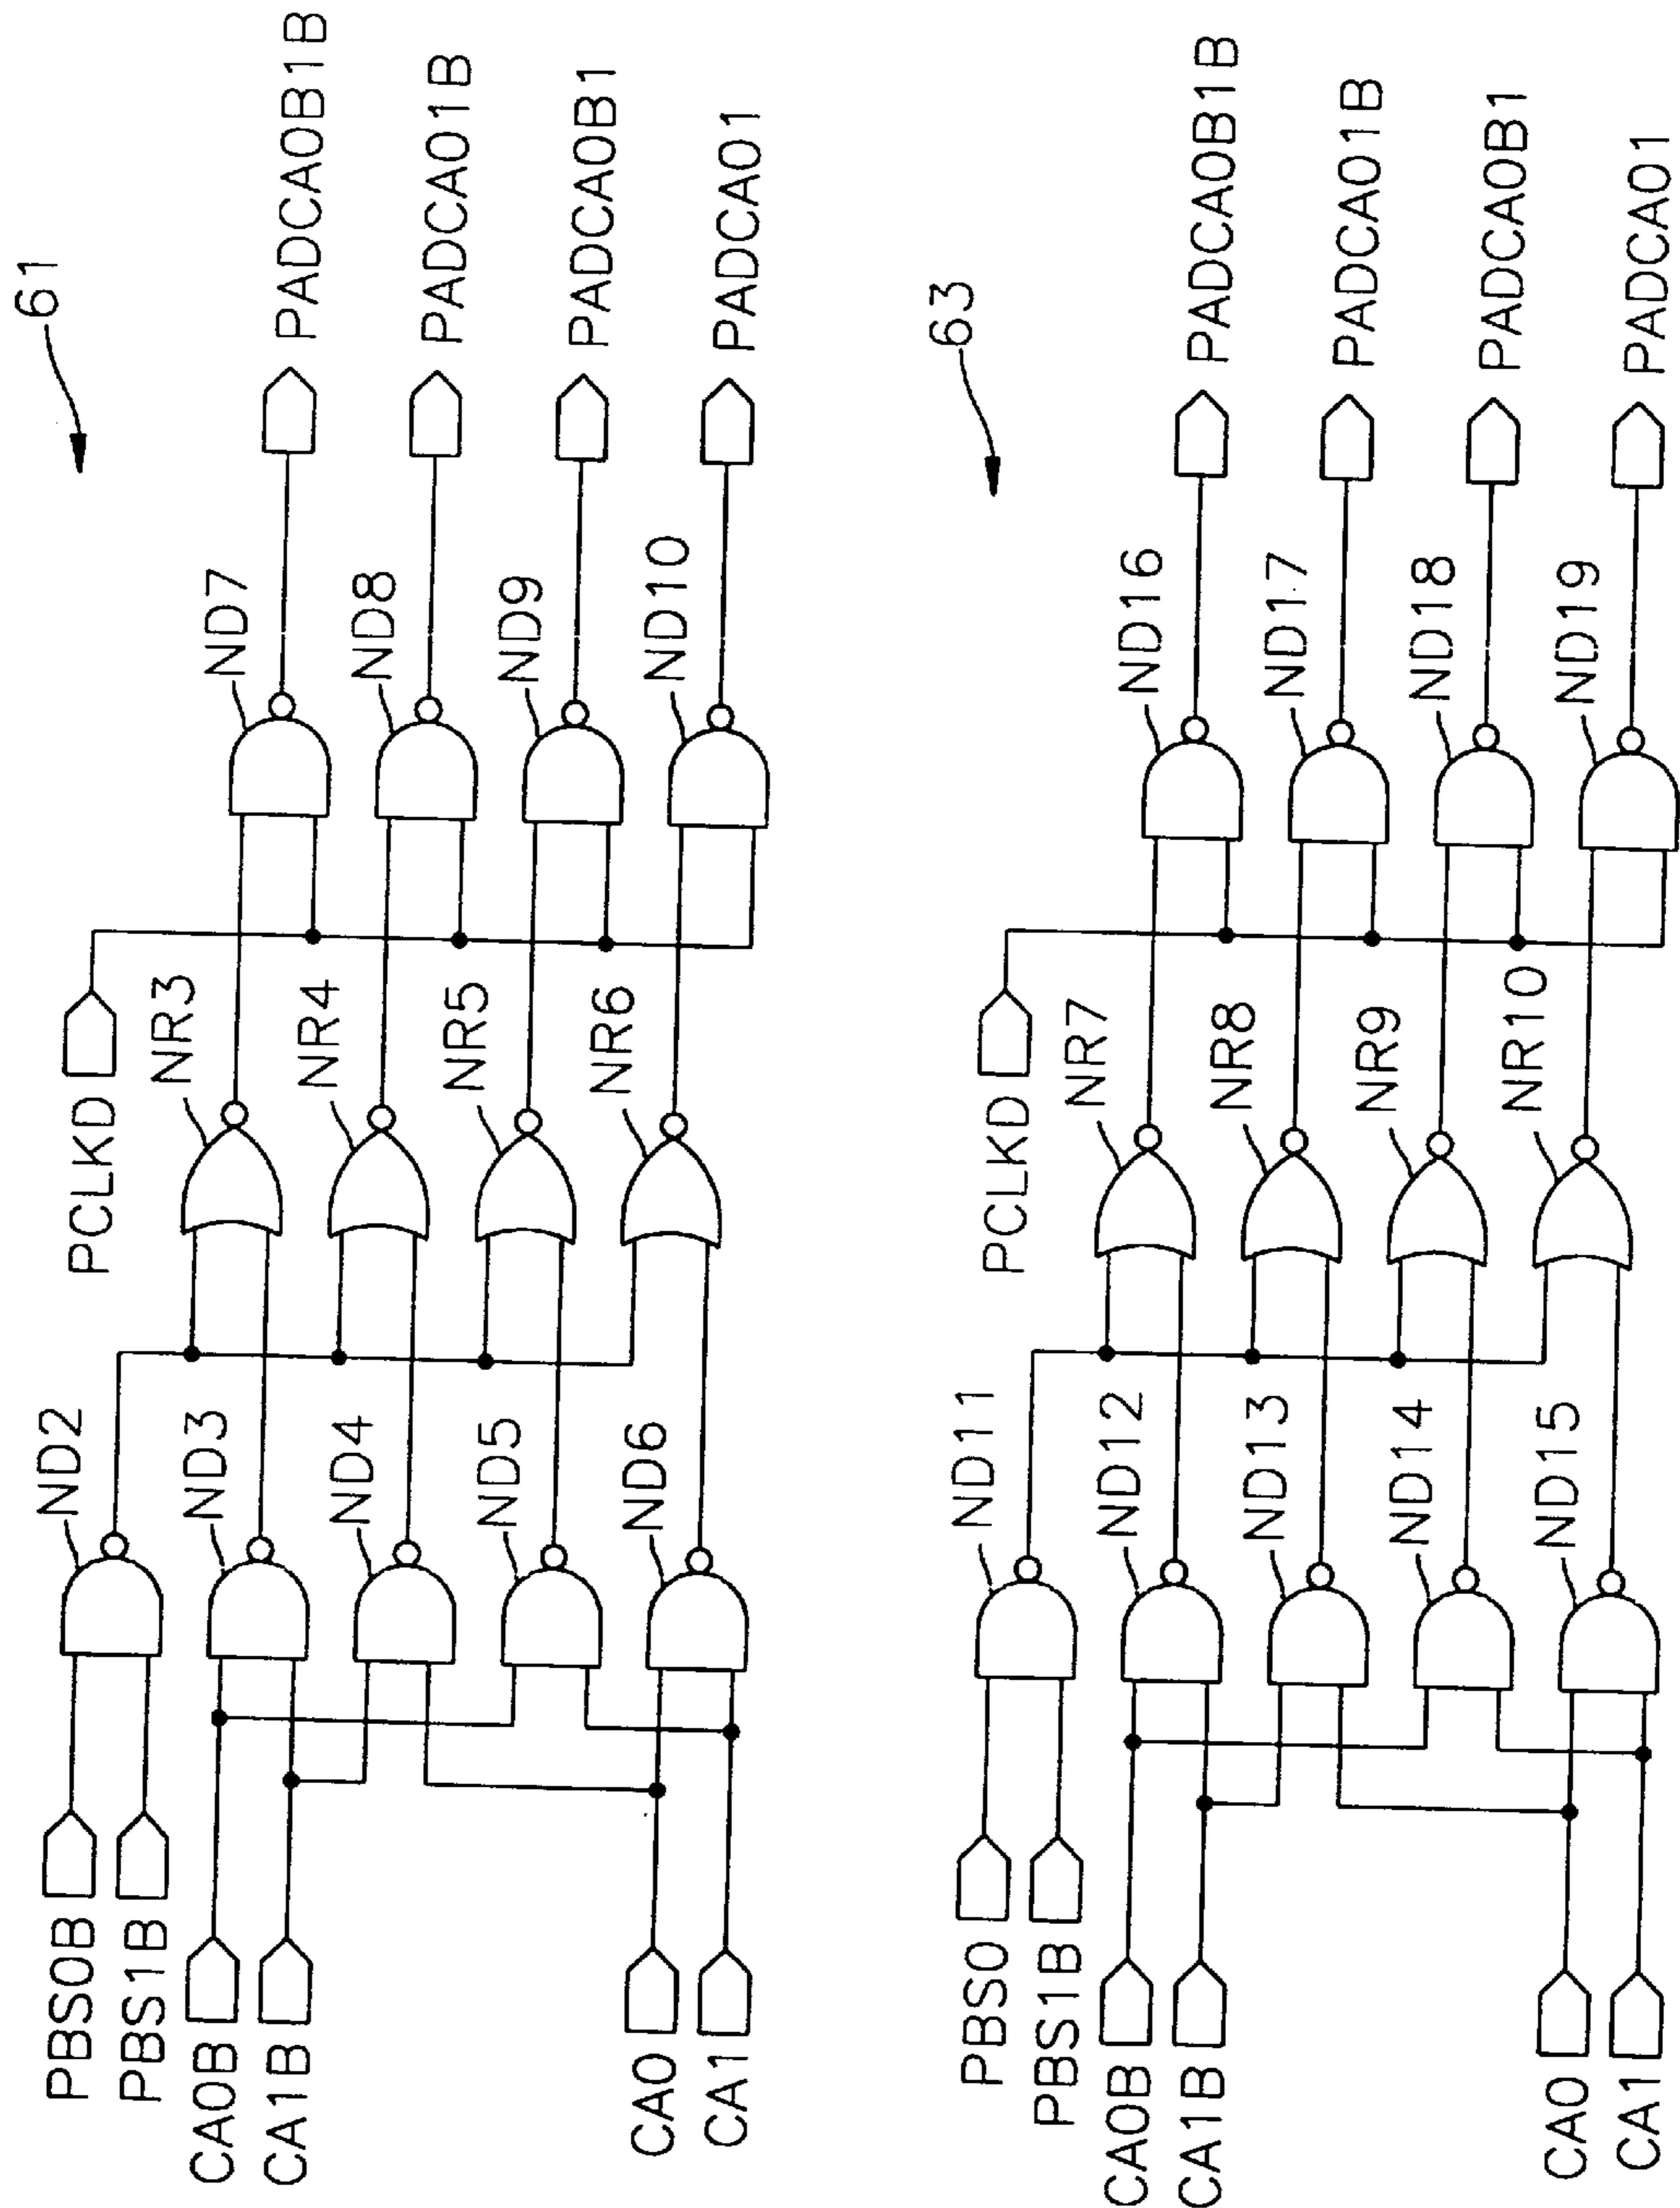 61
PCLKD
PBS0B
PBS1B
CA0B
CA1B
CA0
CA1
ND2
ND3
ND4
ND5
ND6
NR3
NR4
NR5
NR6
ND7
ND8
ND9
ND10
PADCA0B1B
PADCA01B
PADCA0B1
PADCA01
63
PCLKD
PBS0
PBS1B
CA0B
CA1B
CA0
CA1
ND11
ND12
ND13
ND14
ND15
NR7
NR8
NR9
NR10
ND16
ND17
ND18
ND19
PADCA0B1B
PADCA01B
PADCA0B1
PADCA01